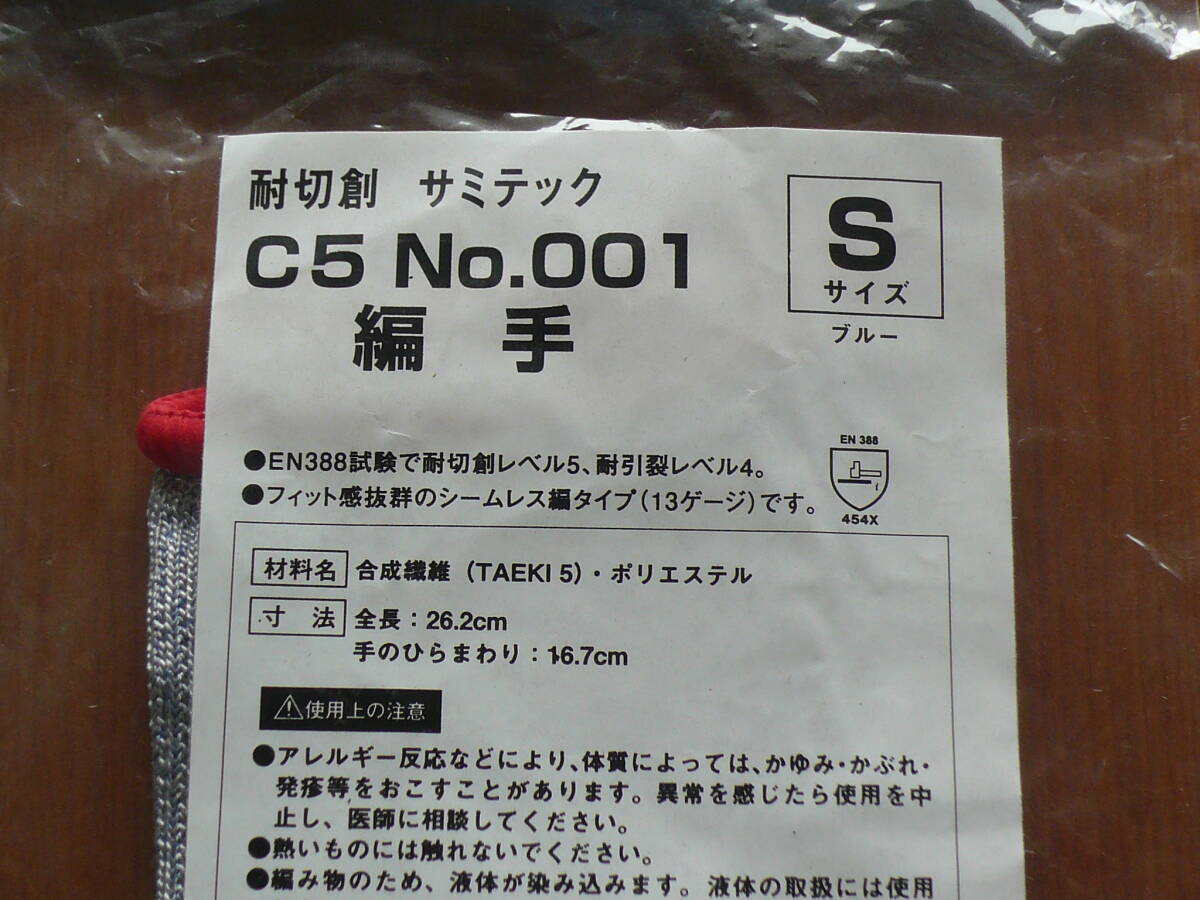 耐切創 サミテック
C5 No.001
編 手
S
サイズ
ブルー
●EN388試験で耐切創レベル5、耐引裂レベル4。
●フィット感抜群のシームレス編タイプ(13ゲージ)です。
EN 388
454X
材料名 合成繊維 (TAEKI 5)・ポリエステル
寸 法 全長:26.2cm
手のひらまわり:16.7cm
⚠使用上の注意
●アレルギー反応などにより、体質によっては、かゆみ・かぶれ・
発疹等をおこすことがあります。異常を感じたら使用を中
止し、医師に相談してください。
●熱いものには触れないでください。
●編み物のため、液体が染み込みます。液体の取扱には使用